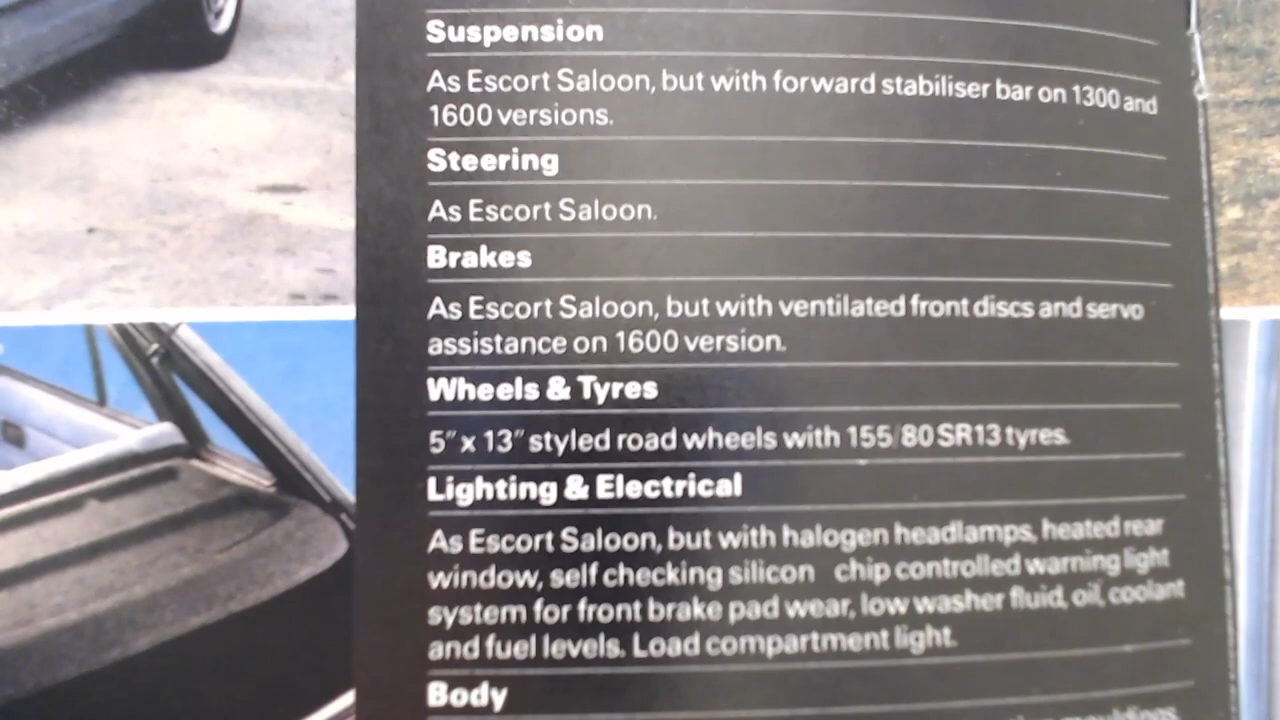 Suspension
As Escort Saloon, but with forward stabiliser bar on 1300 and
1600 versions.
Steering
As Escort Saloon.
Brakes
As Escort Saloon, but with ventilated front discs and servo
assistance on 1600 version.
Wheels & Tyres
5" x 13" styled road wheels with 155/80 SR13 tyres.
Lighting & Electrical
As Escort Saloon, but with halogen headlamps, heated rear
window, self checking silicon chip controlled warning light
system for front brake pad wear, low washer fluid, oil, coolant
and fuel levels. Load compartment light.
Body